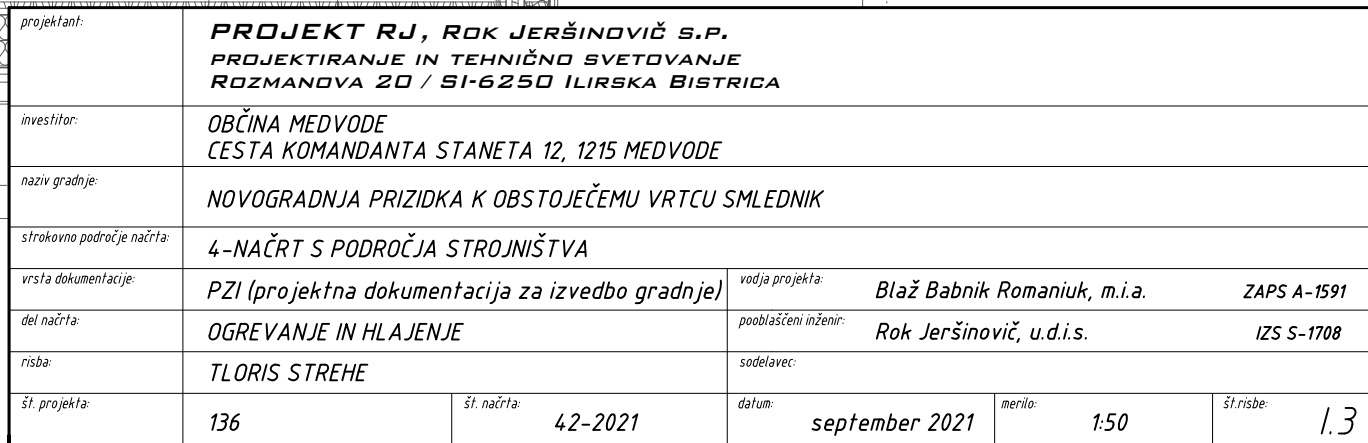 projektant:
PROJEKT RJ, ROK JERŠINOVIČ S.P.
PROJEKTIRANJE IN TEHNIČNO SVETOVANJE
ROZMANOVA 20 / SI-6250 ILIRSKA BISTRICA
investitor:
OBČINA MEDVODE
CESTA KOMANDANTA STANETA 12, 1215 MEDVODE
naziv gradnje:
NOVOGRADNJA PRIZIDKA K OBSTOJEČEMU VRTCU SMLEDNIK
strokovno področje načrta:
4-NAČRT S PODROČJA STROJNIŠTVA
vrsta dokumentacije:
PZI (projektna dokumentacija za izvedbo gradnje)
vodja projekta:
Blaž Babnik Romaniuk, m.i.a. ZAPS A-1591
del načrta:
OGREVANJE IN HLAJENJE
pooblaščeni inženir:
Rok Jeršinovič, u.d.i.s. IZS S-1708
risba:
TLORIS STREHE
sodelavec:
št. projekta:
136
št. načrta:
42-2021
datum:
september 2021
merilo:
1:50
št.risbe:
1.3